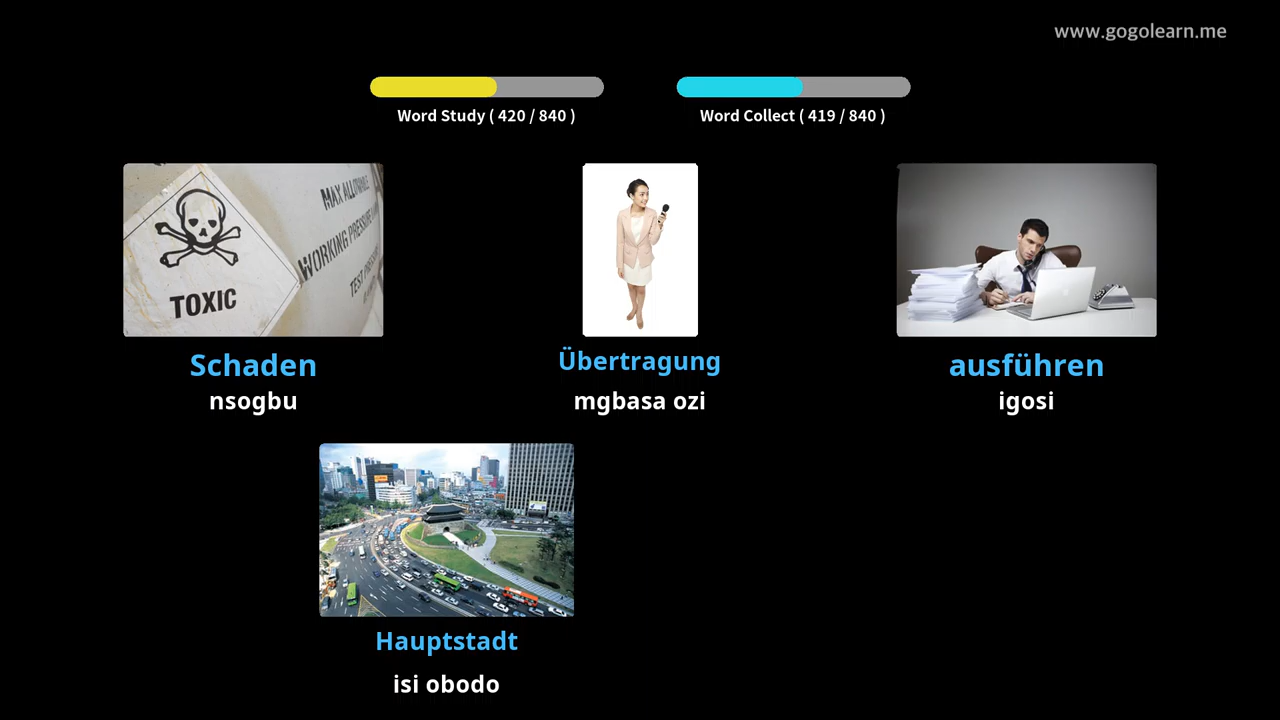 www.gogolearn.me
Word Study ( 420 / 840 )
Word Collect ( 419 / 840 )
TOXIC
MAX ALLOWABLE
WORKING PRESSURE
TEST
Schaden
nsogbu
Übertragung
mgbasa ozi
ausführen
igosi
Hauptstadt
isi obodo